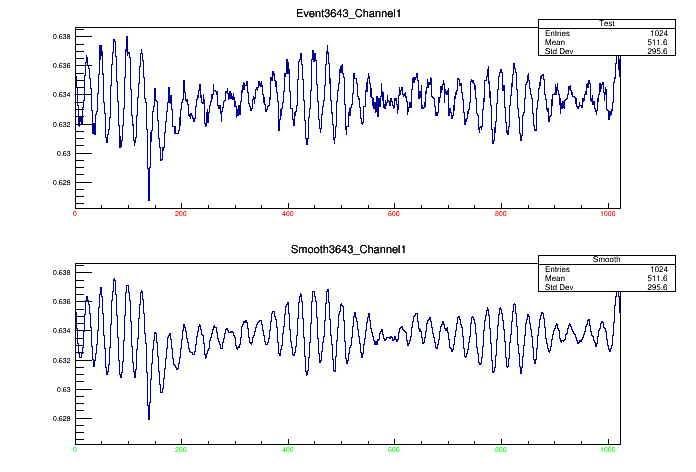 Event3643_Channel1
Test
Entries 1024
Mean 511.6
Std Dev 295.6
0.638
0.636
0.634
0.632
0.63
0.628
0 200 400 600 800 1000
Smooth3643_Channel1
Smooth
Entries 1024
Mean 511.6
Std Dev 295.6
0.638
0.636
0.634
0.632
0.63
0.628
0 200 400 600 800 1000